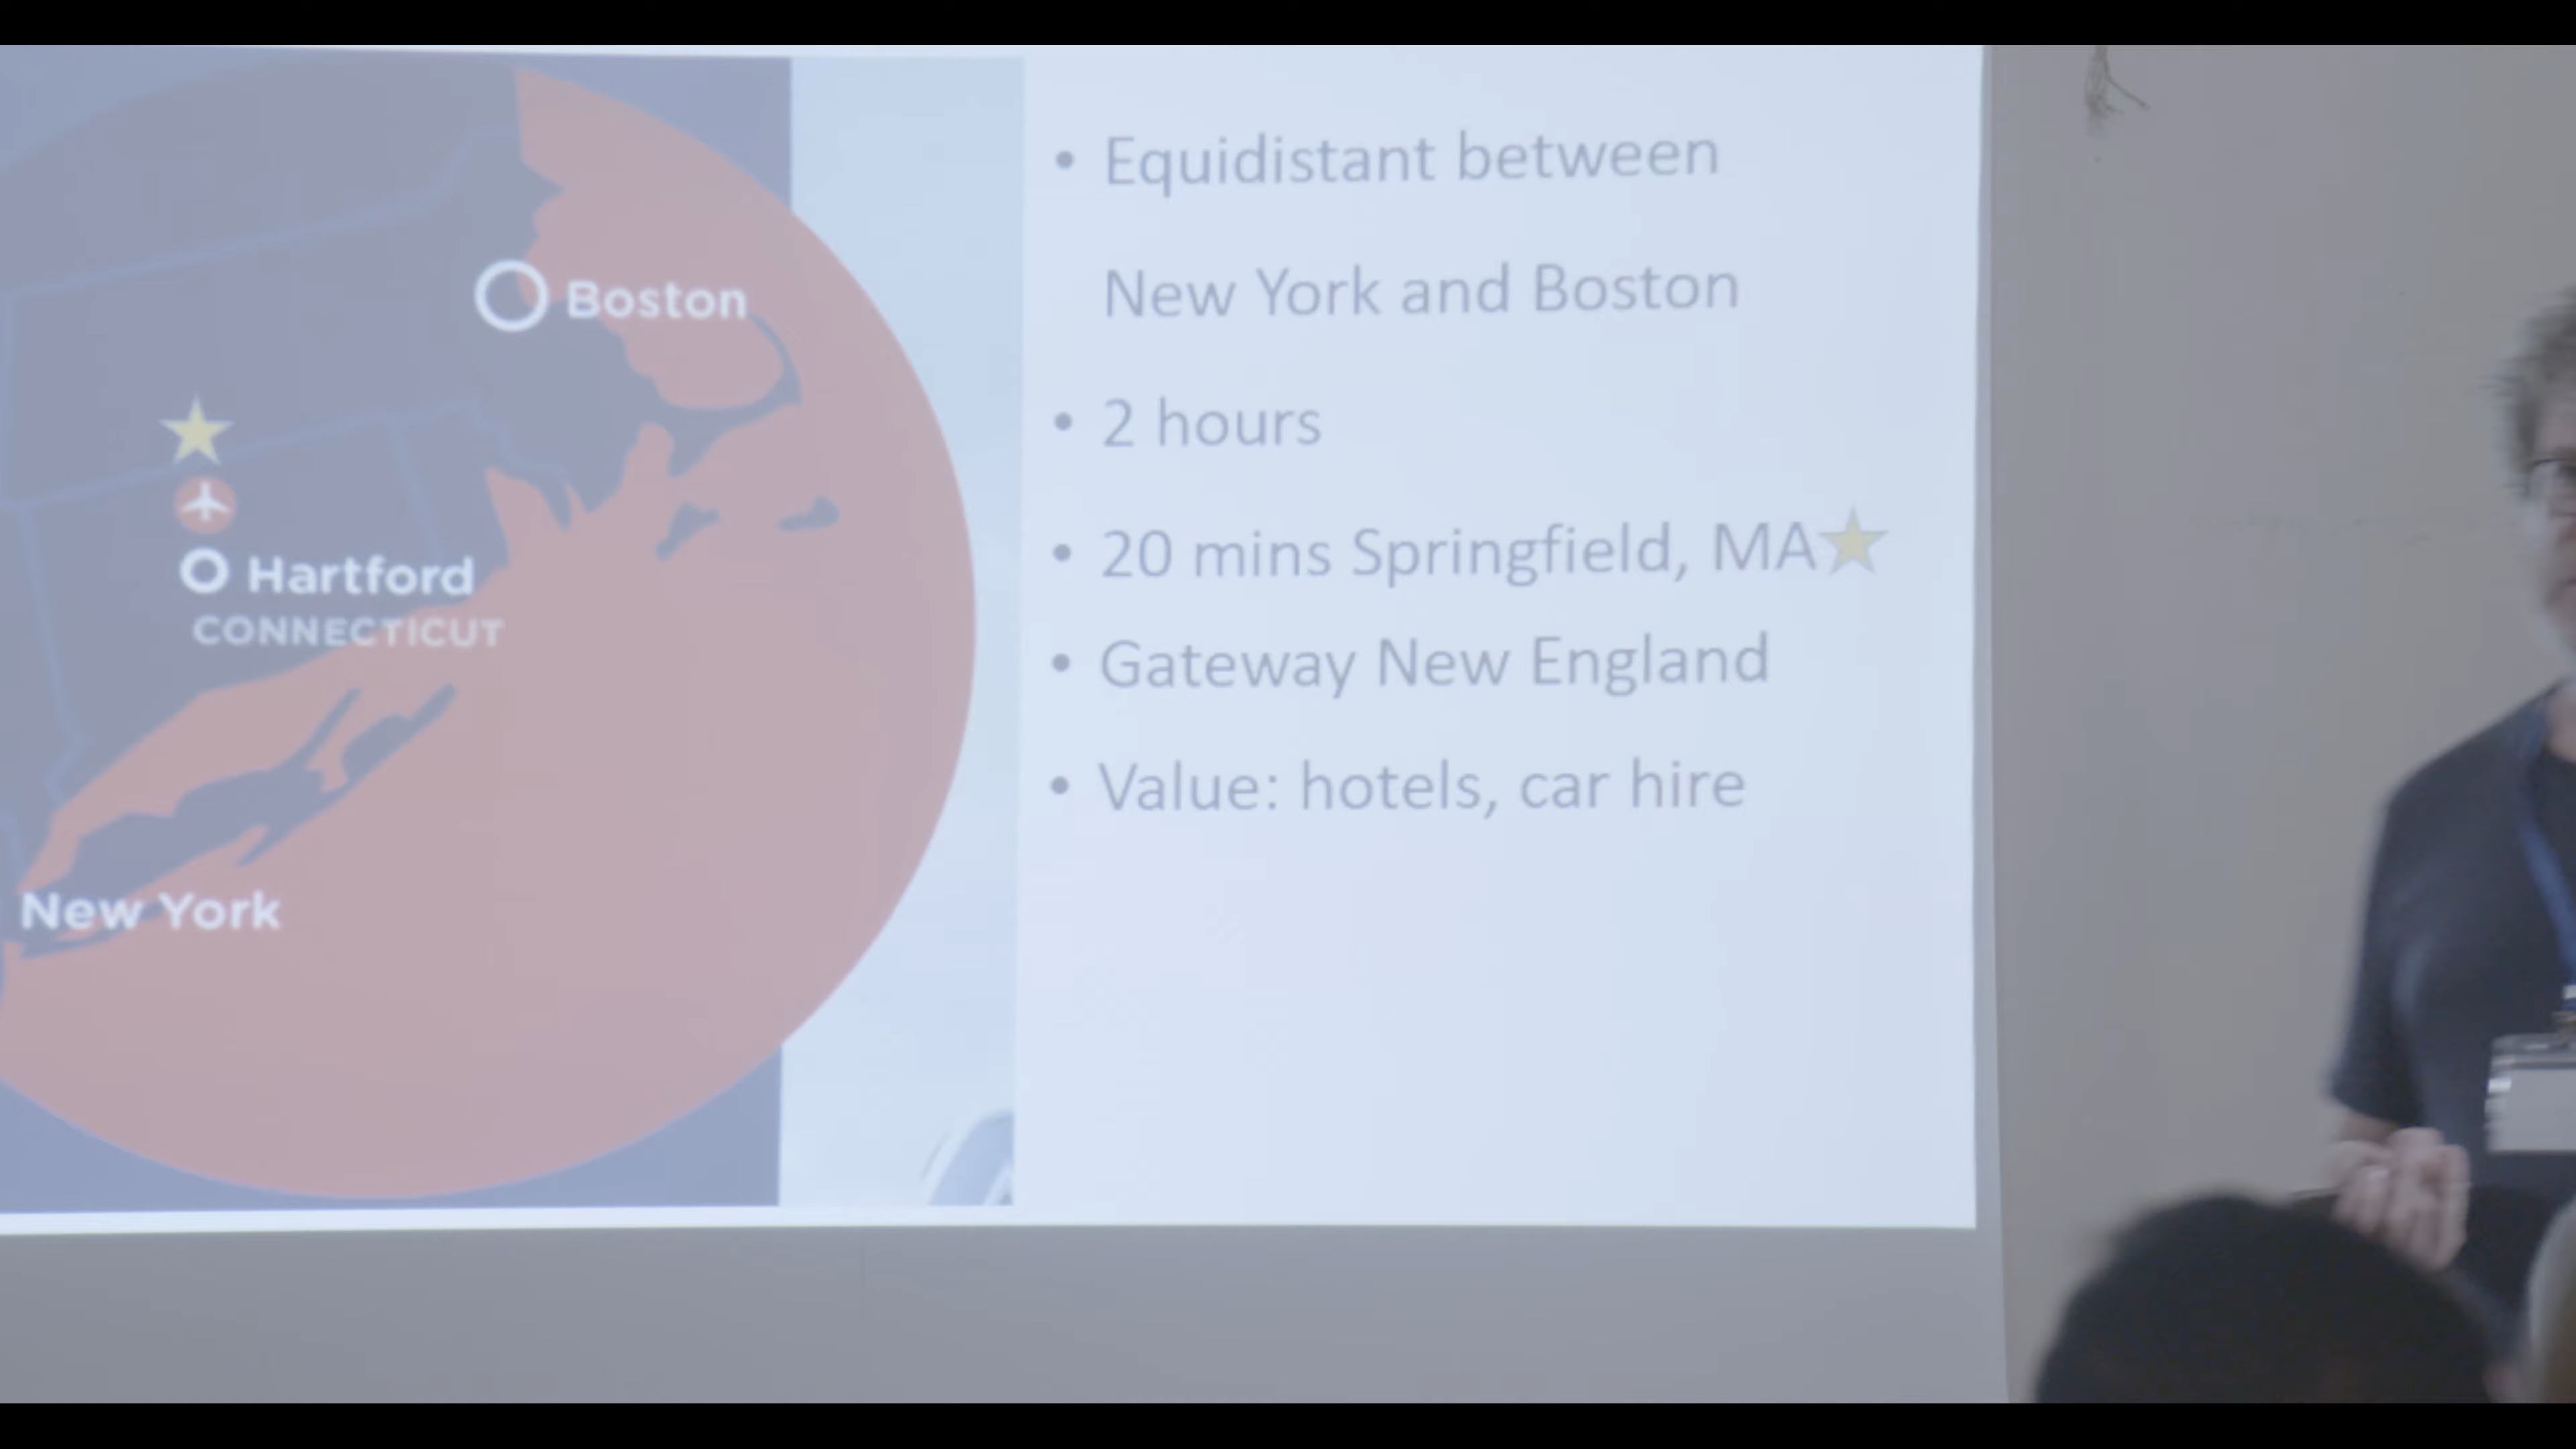 Boston
Hartford
CONNECTICUT
New York
• Equidistant between
New York and Boston
• 2 hours
• 20 mins Springfield, MA
• Gateway New England
• Value: hotels, car hire